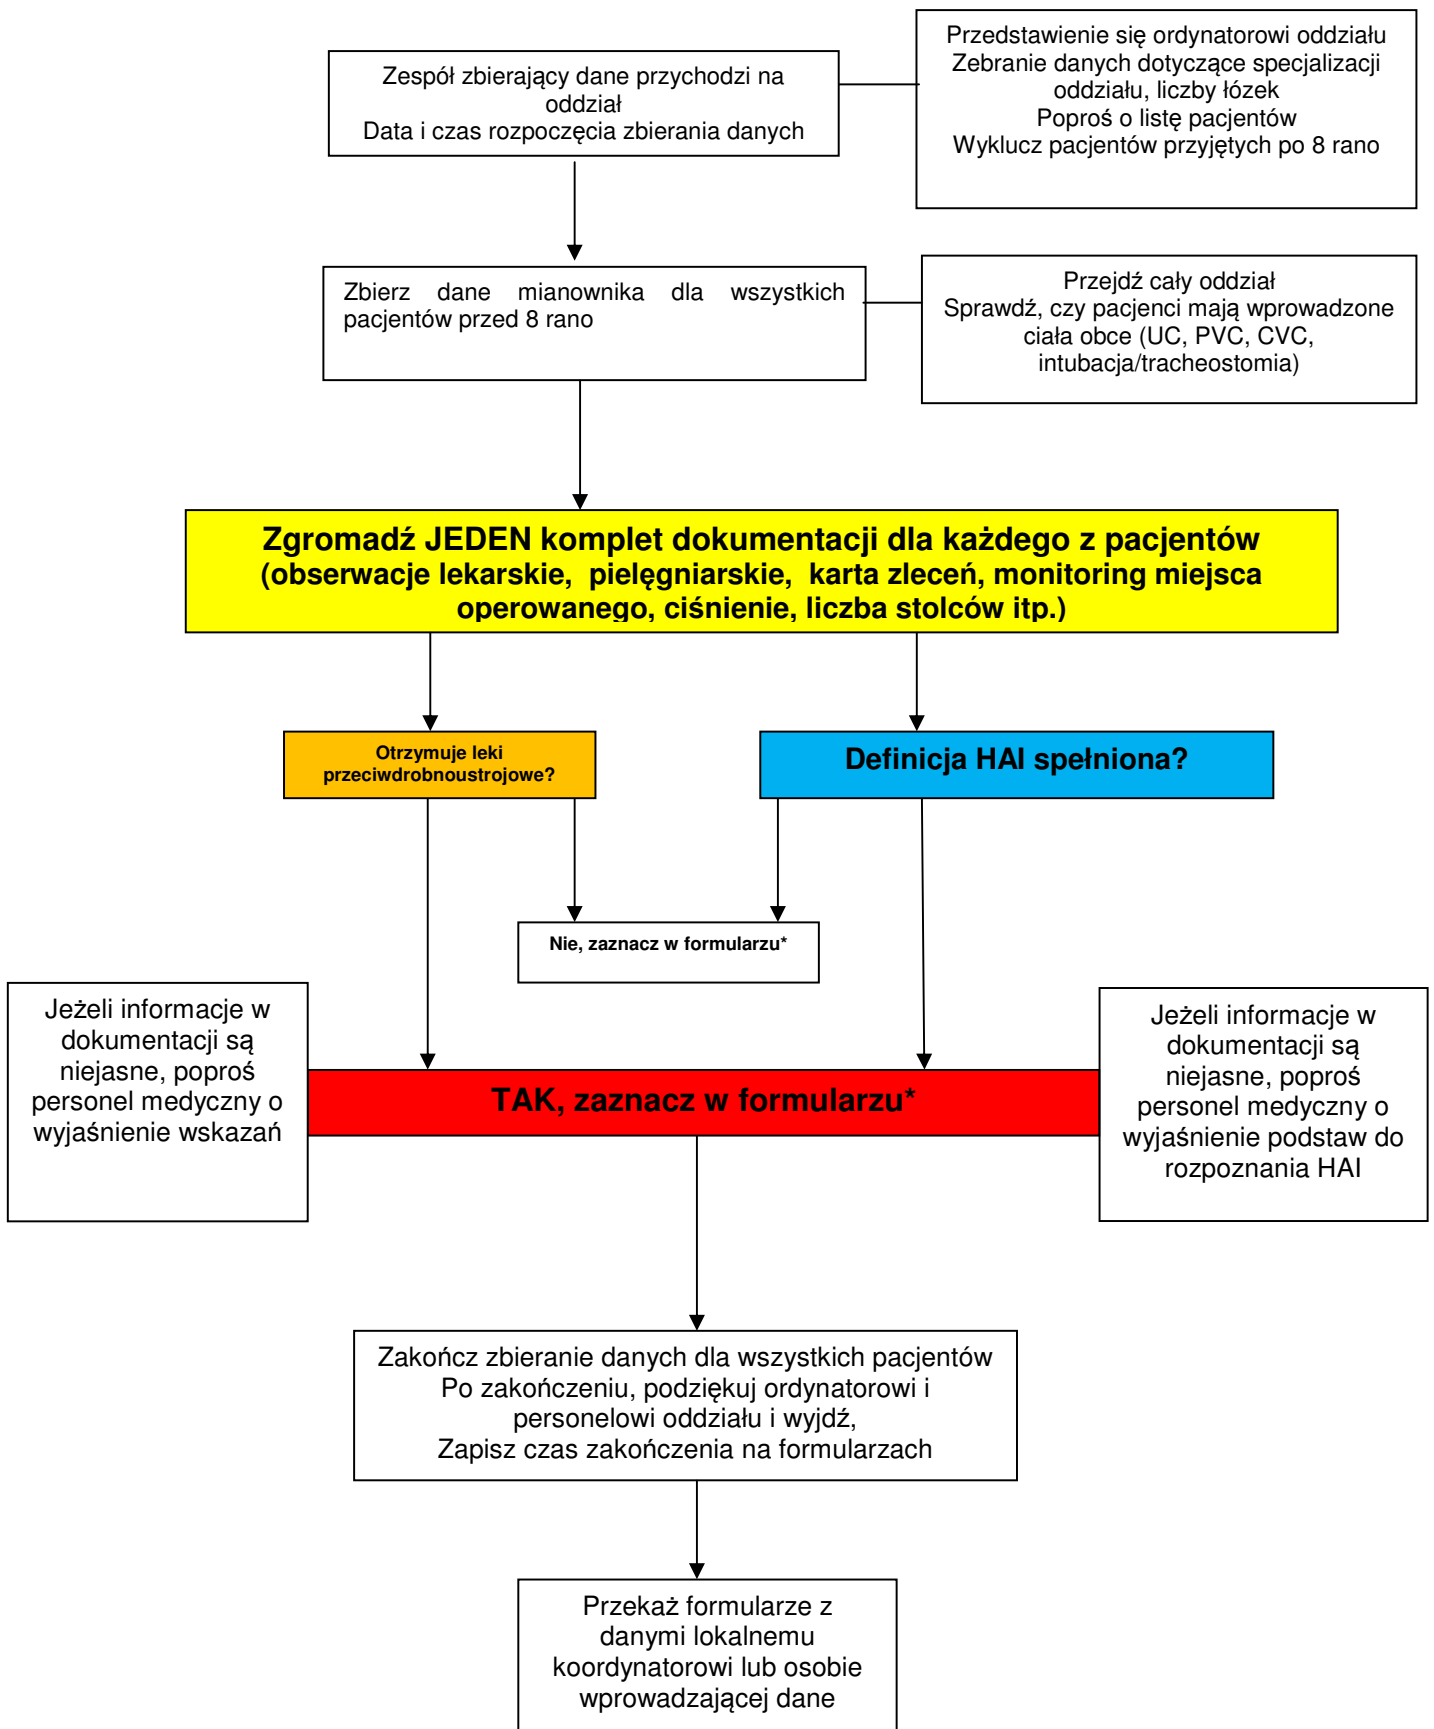 Zespół zbierający dane przychodzi na
oddział
Data i czas rozpoczęcia zbierania danych
Przedstawienie się ordynatorowi oddziału
Zebranie danych dotyczące specjalizacji
oddziału, liczby łózek
Poproś o listę pacjentów
Wyklucz pacjentów przyjętych po 8 rano
Zbierz dane mianownika dla wszystkich
pacjentów przed 8 rano
Przejdź cały oddział
Sprawdź, czy pacjenci mają wprowadzone
ciała obce (UC, PVC, CVC,
intubacja/tracheostomia)
Zgromadź JEDEN komplet dokumentacji dla każdego z pacjentów
(obserwacje lekarskie, pielęgniarskie, karta zleceń, monitoring miejsca
operowanego, ciśnienie, liczba stolców itp.)
Otrzymuje leki
przeciwdrobnoustrojowe?
Definicja HAI spełniona?
Nie, zaznacz w formularzu*
Jeżeli informacje w
dokumentacji są
niejasne, poproś
personel medyczny o
wyjaśnienie wskazań
TAK, zaznacz w formularzu*
Jeżeli informacje w
dokumentacji są
niejasne, poproś
personel medyczny o
wyjaśnienie podstaw do
rozpoznania HAI
Zakończ zbieranie danych dla wszystkich pacjentów
Po zakończeniu, podziękuj ordynatorowi i
personelowi oddziału i wyjdź,
Zapisz czas zakończenia na formularzach
Przekaż formularze z
danymi lokalnemu
koordynatorowi lub osobie
wprowadzającej dane